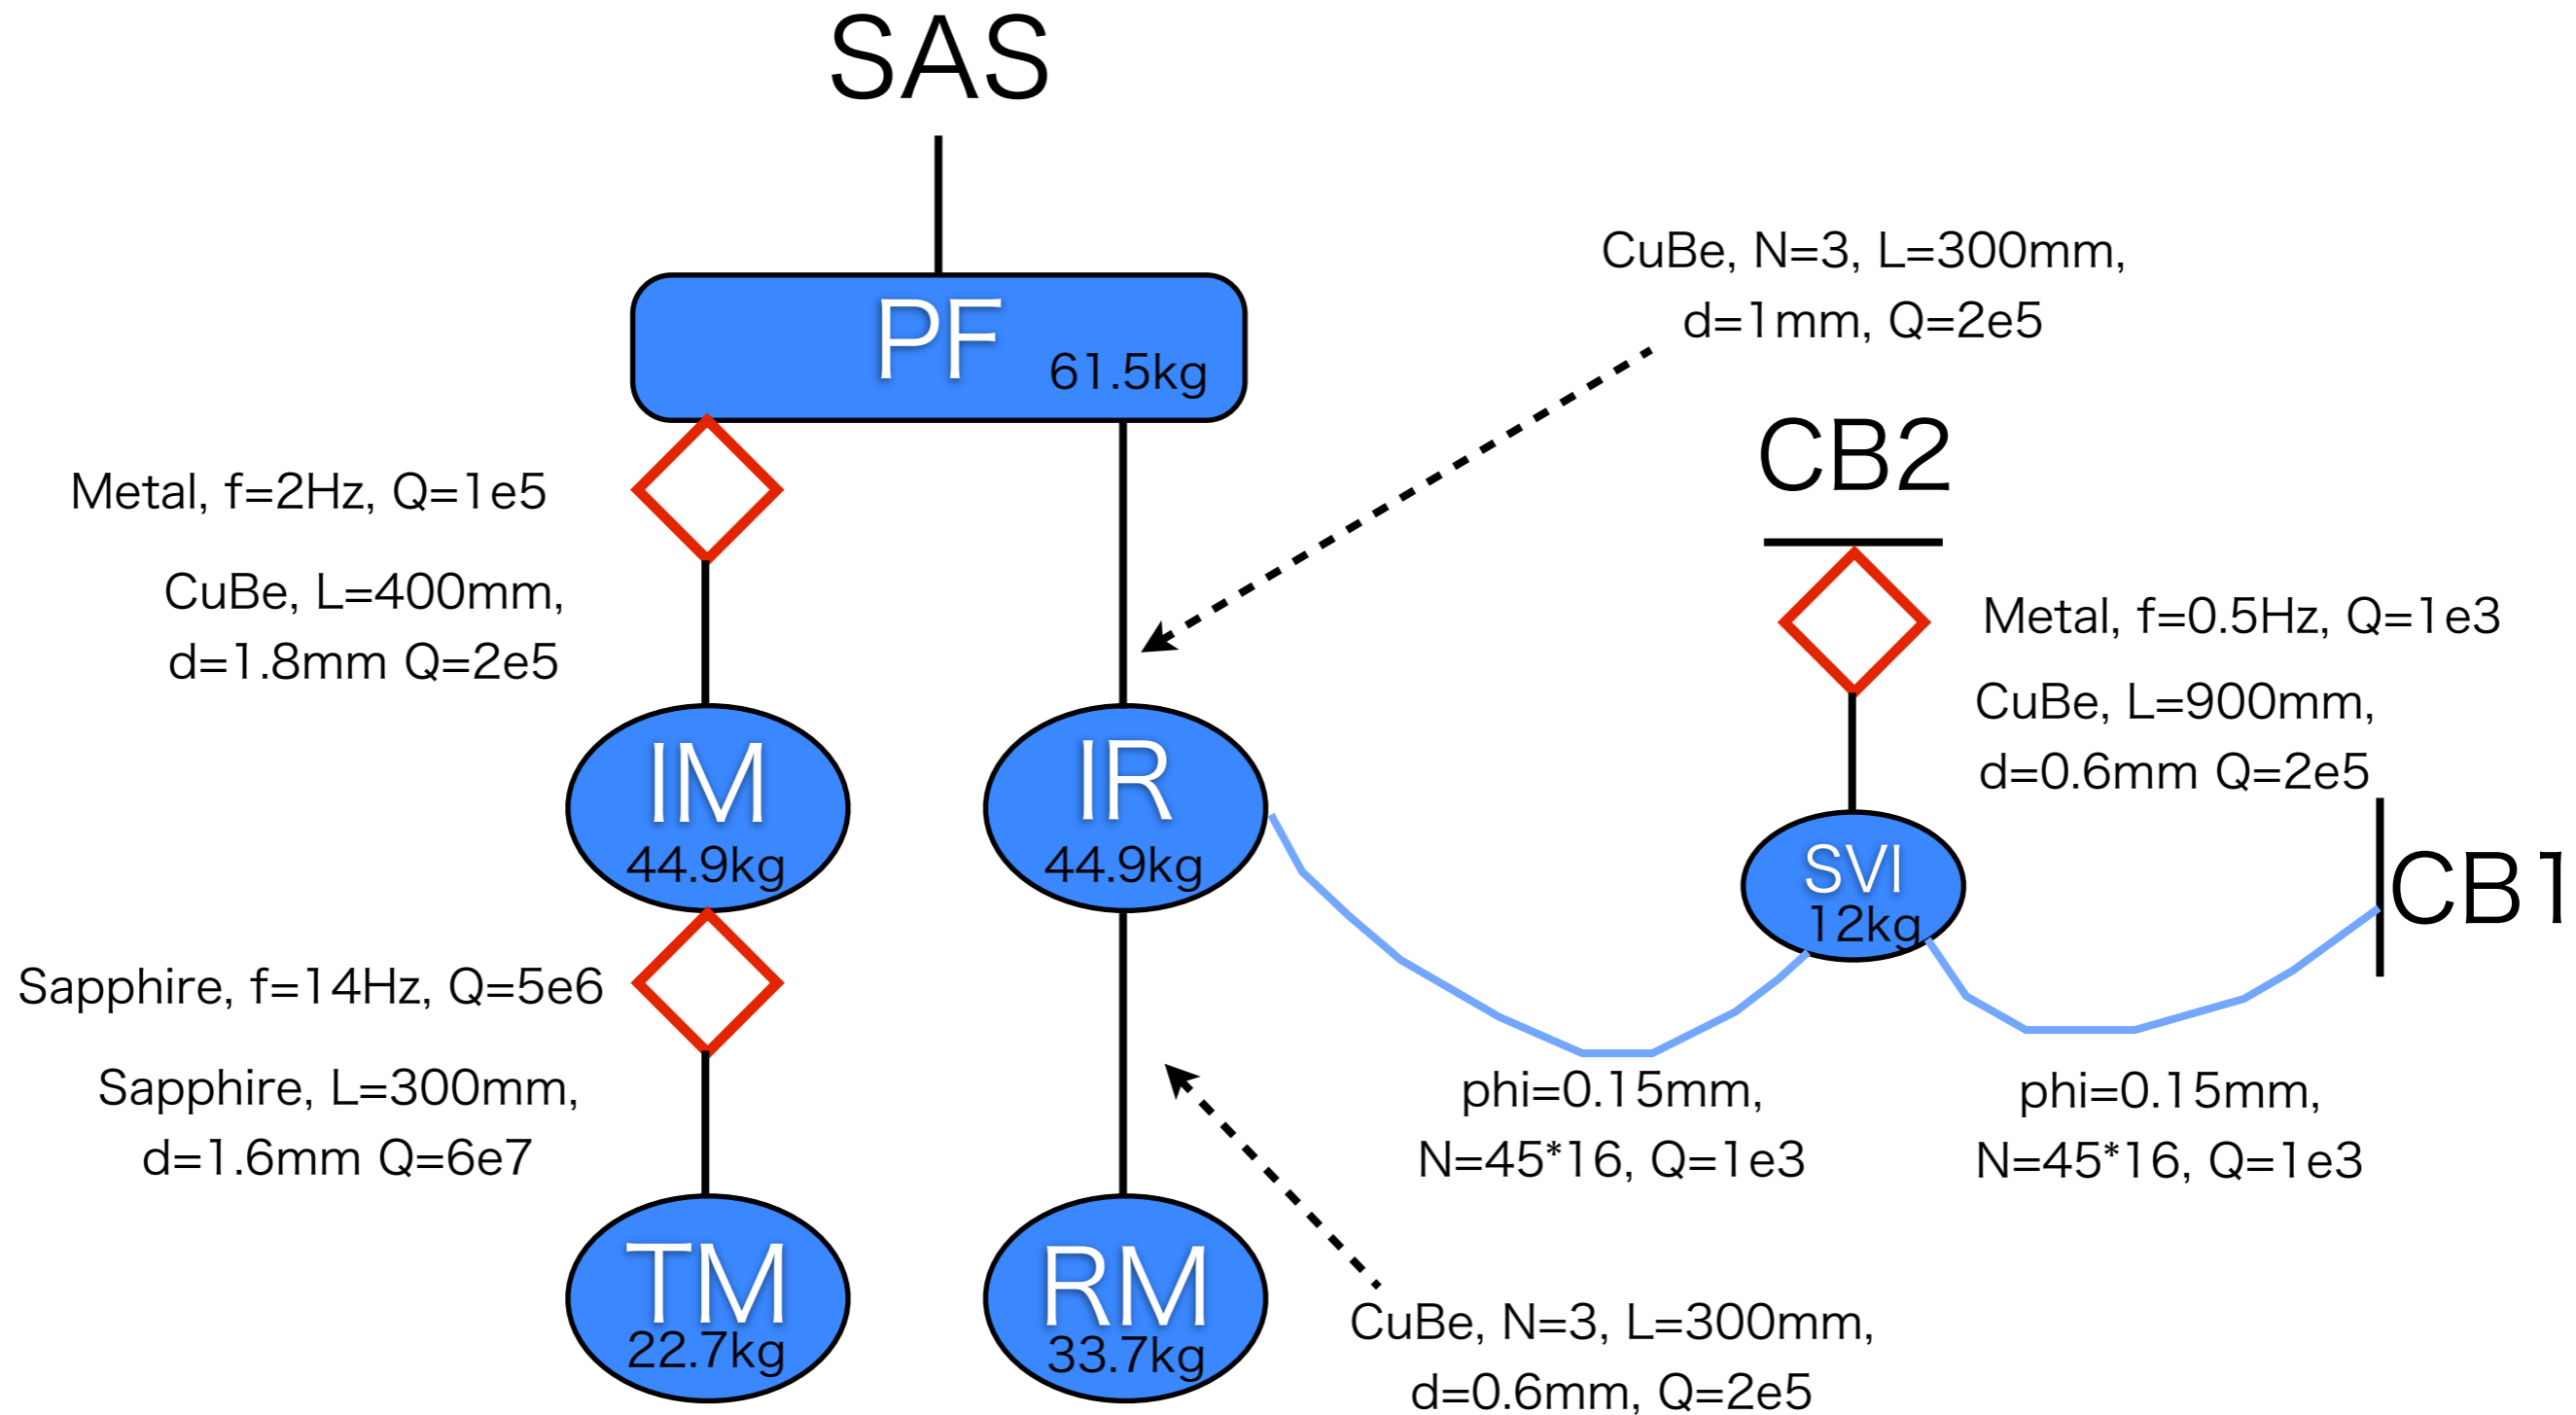 SAS
PF
61.5kg
CuBe, N=3, L=300mm,
d=1mm, Q=2e5
CB2
Metal, f=2Hz, Q=1e5
CuBe, L=400mm,
d=1.8mm Q=2e5
Metal, f=0.5Hz, Q=1e3
CuBe, L=900mm,
d=0.6mm Q=2e5
IM
44.9kg
IR
44.9kg
SVI
12kg
CB1
Sapphire, f=14Hz, Q=5e6
Sapphire, L=300mm,
d=1.6mm Q=6e7
phi=0.15mm,
N=45*16, Q=1e3
phi=0.15mm,
N=45*16, Q=1e3
TM
22.7kg
RM
33.7kg
CuBe, N=3, L=300mm,
d=0.6mm, Q=2e5